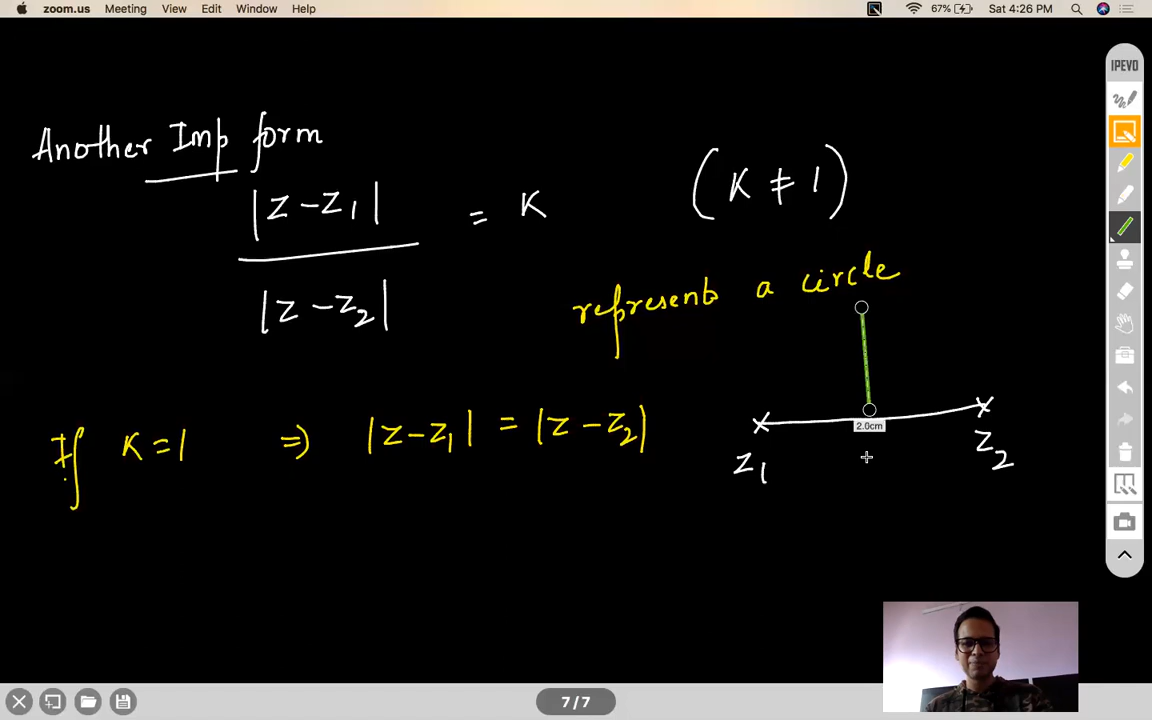 zoom.us Meeting View Edit Window Help 67% Sat 4:26 PM
IPEVO
Another Imp form
|z-z1|
= K (K ≠ 1)
|z-z2|
represents a circle
If K=1 ⇒ |z-z1| = |z-z2|
2.0cm
z1 z2
7/7